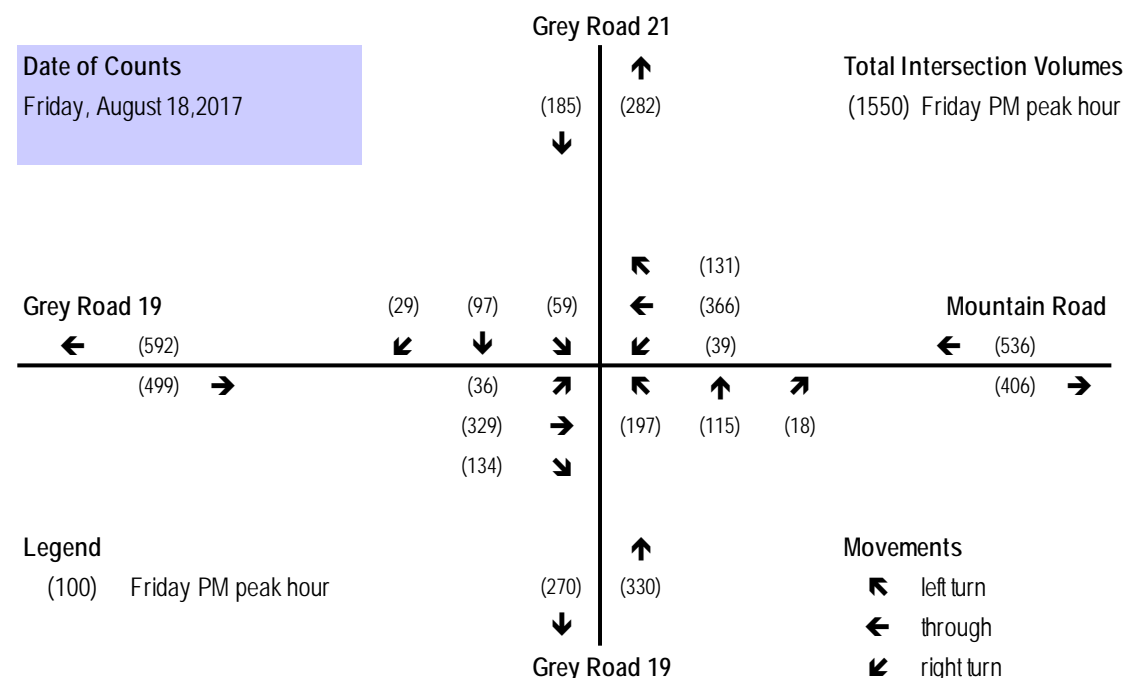 Grey Road 21
Date of Counts Total Intersection Volumes
Friday, August 18,2017 (185) (282) (1550) Friday PM peak hour
(131)
Grey Road 19 (29) (97) (59) (366) Mountain Road
(592) (39) (536)
(499) (36) (406)
(329) (197) (115) (18)
(134)
Legend Movements
(100) Friday PM peak hour (270) (330) left turn
through
Grey Road 19 right turn